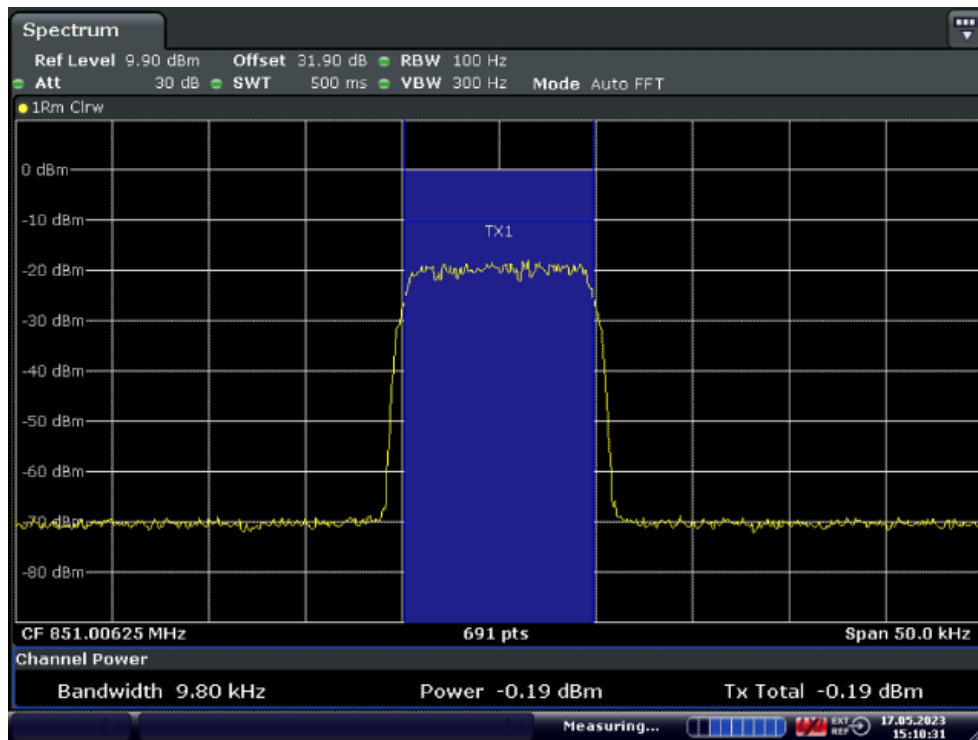 Spectrum
Ref Level 9.90 dBm Offset 31.90 dB RBW 100 Hz
Att 30 dB SWT 500 ms VBW 300 Hz Mode Auto FFT
1Rm Clrw
0 dBm
-10 dBm
TX1
-20 dBm
-30 dBm
-40 dBm
-50 dBm
-60 dBm
-70 dBm
-80 dBm
CF 851.00625 MHz 691 pts Span 50.0 kHz
Channel Power
Bandwidth 9.80 kHz Power -0.19 dBm Tx Total -0.19 dBm
Measuring... EXT REF 17.05.2023
15:10:31